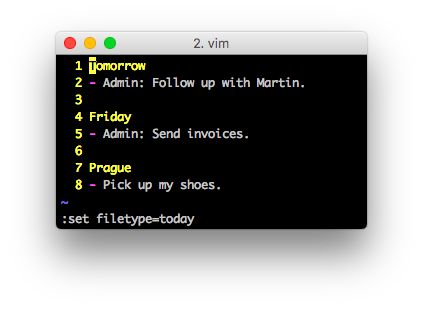 2. vim
1 Tomorrow
2 - Admin: Follow up with Martin.
3
4 Friday
5 - Admin: Send invoices.
6
7 Prague
8 - Pick up my shoes.
~
:set filetype=today